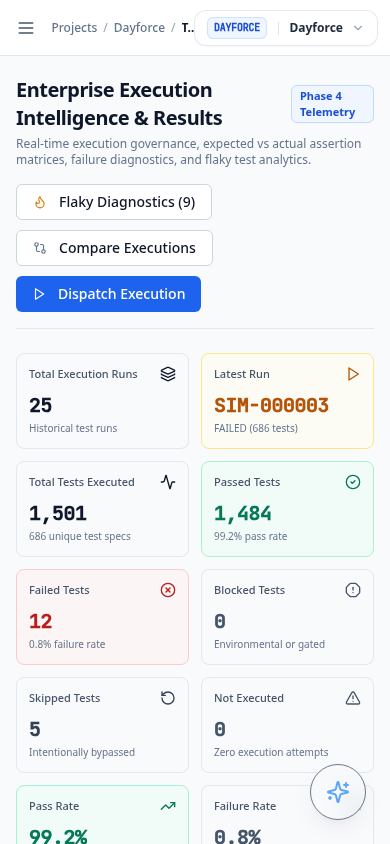 Projects / Dayforce / T... DAYFORCE Dayforce
Enterprise Execution
Intelligence & Results
Phase 4
Telemetry
Real-time execution governance, expected vs actual assertion
matrices, failure diagnostics, and flaky test analytics.
Flaky Diagnostics (9)
Compare Executions
Dispatch Execution
Total Execution Runs
25
Historical test runs
Latest Run
SIM-000003
FAILED (686 tests)
Total Tests Executed
1,501
686 unique test specs
Passed Tests
1,484
99.2% pass rate
Failed Tests
12
0.8% failure rate
Blocked Tests
0
Environmental or gated
Skipped Tests
5
Intentionally bypassed
Not Executed
0
Zero execution attempts
Pass Rate
99.2%
Failure Rate
0.8%